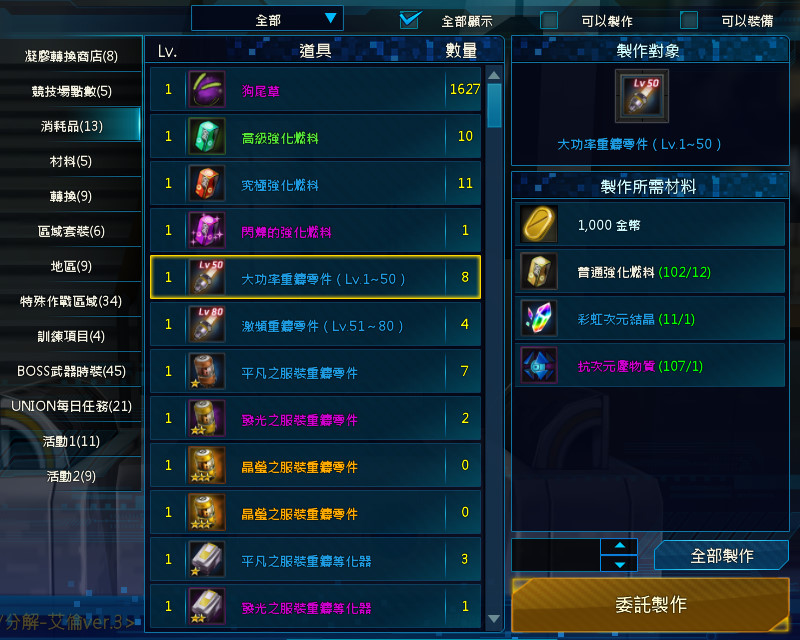 全部
全部顯示
可以製作
可以裝備
凝膠轉換商店(8)
競技場點數(5)
消耗品(13)
材料(5)
轉換(9)
區域套裝(6)
地區(9)
特殊作戰區域(34)
訓練項目(4)
BOSS武器時裝(45)
UNION每日任務(21)
活動1(11)
活動2(9)
Lv. 道具 數量
1 狗尾草 1627
1 高級強化燃料 10
1 究極強化燃料 11
1 閃耀的強化燃料 1
Lv 50
1 大功率重鑄零件 ( Lv.1~50 ) 8
Lv 80
1 激頻重鑄零件 ( Lv.51~80 ) 4
1 平凡之服裝重鑄零件 7
1 發光之服裝重鑄零件 2
1 晶瑩之服裝重鑄零件 0
1 晶瑩之服裝重鑄零件 0
1 平凡之服裝重鑄等化器 3
1 發光之服裝重鑄等化器 1
製作對象
Lv 50
大功率重鑄零件 ( Lv.1~50 )
製作所需材料
1,000 金幣
普通強化燃料 (102/12)
彩虹次元結晶 (11/1)
抗次元塵物質 (107/1)
全部製作
委託製作
/分解-艾倫ver.3>